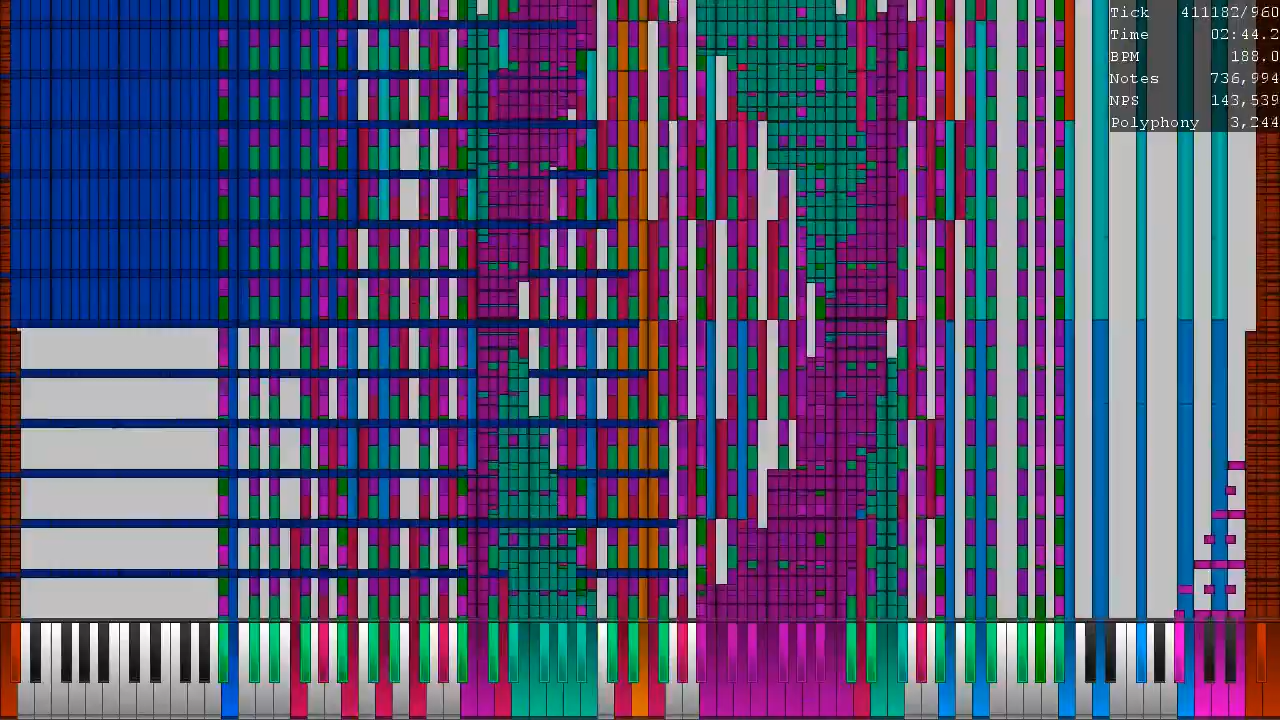 Tick 411182/960
Time 02:44.2
BPM 188.0
Notes 736,994
NPS 143,539
Polyphony 3,244